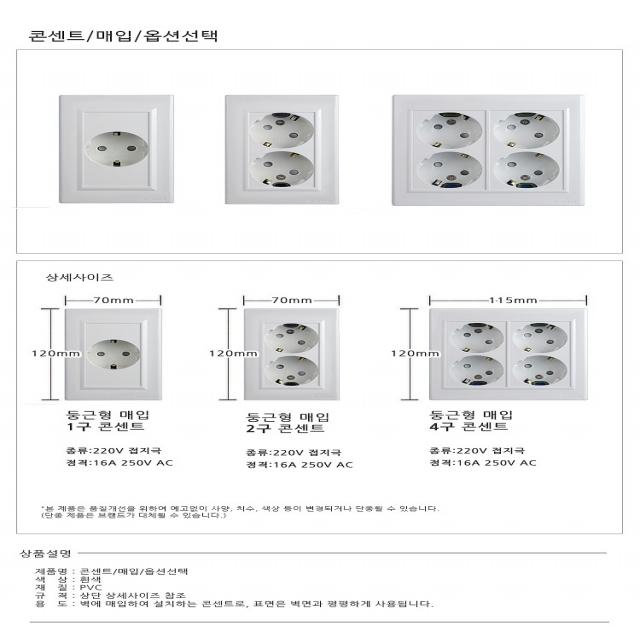 콘센트/매입/옵션선택
상세사이즈
70mm
70mm
115mm
120mm
120mm
120mm
둥근형 매입
1구 콘센트
종류:220V 접지극
정격:16A 250V AC
둥근형 매입
2구 콘센트
종류:220V 접지극
정격:16A 250V AC
둥근형 매입
4구 콘센트
종류:220V 접지극
정격:16A 250V AC
*본 제품은 품질개선을 위하여 예고없이 사양, 치수, 색상 등이 변경되거나 단종될 수 있습니다.
(단종 제품은 브랜드가 대체될 수 있습니다.)
상품설명
제품명 : 콘센트/매입/옵션선택
색 상 : 흰색
재 질 : PVC
규 격 : 상단 상세사이즈 참조
용 도 : 벽에 매입하여 설치하는 콘센트로, 표면은 벽면과 평평하게 사용됩니다.